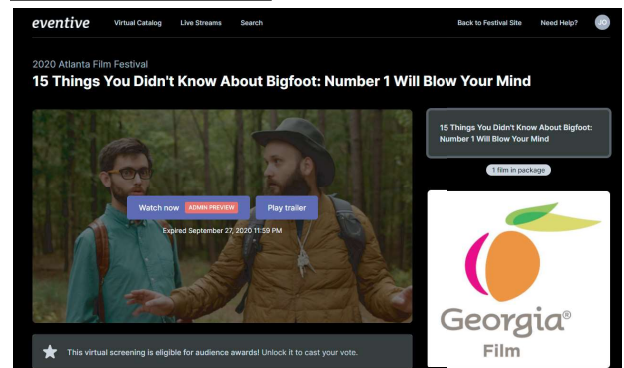 eventive
Virtual Catalog
Live Streams
Search
Back to Festival Site
Need Help?
JO
2020 Atlanta Film Festival
15 Things You Didn't Know About Bigfoot: Number 1 Will Blow Your Mind
Watch now
ADMIN PREVIEW
Play trailer
Expired September 27, 2020 11:59 PM
15 Things You Didn't Know About Bigfoot:
Number 1 Will Blow Your Mind
1 film in package
Georgia®
Film
This virtual screening is eligible for audience awards! Unlock it to cast your vote.